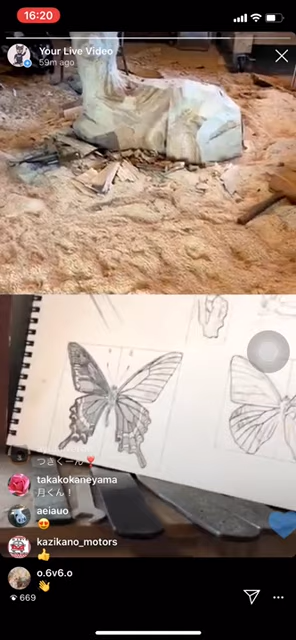 16:20
Your Live Video
59m ago
つきくーん❣️
takakokaneyama
月くん！
aeiauo
😍
kazikano_motors
👍
o.6v6.o
👋
669